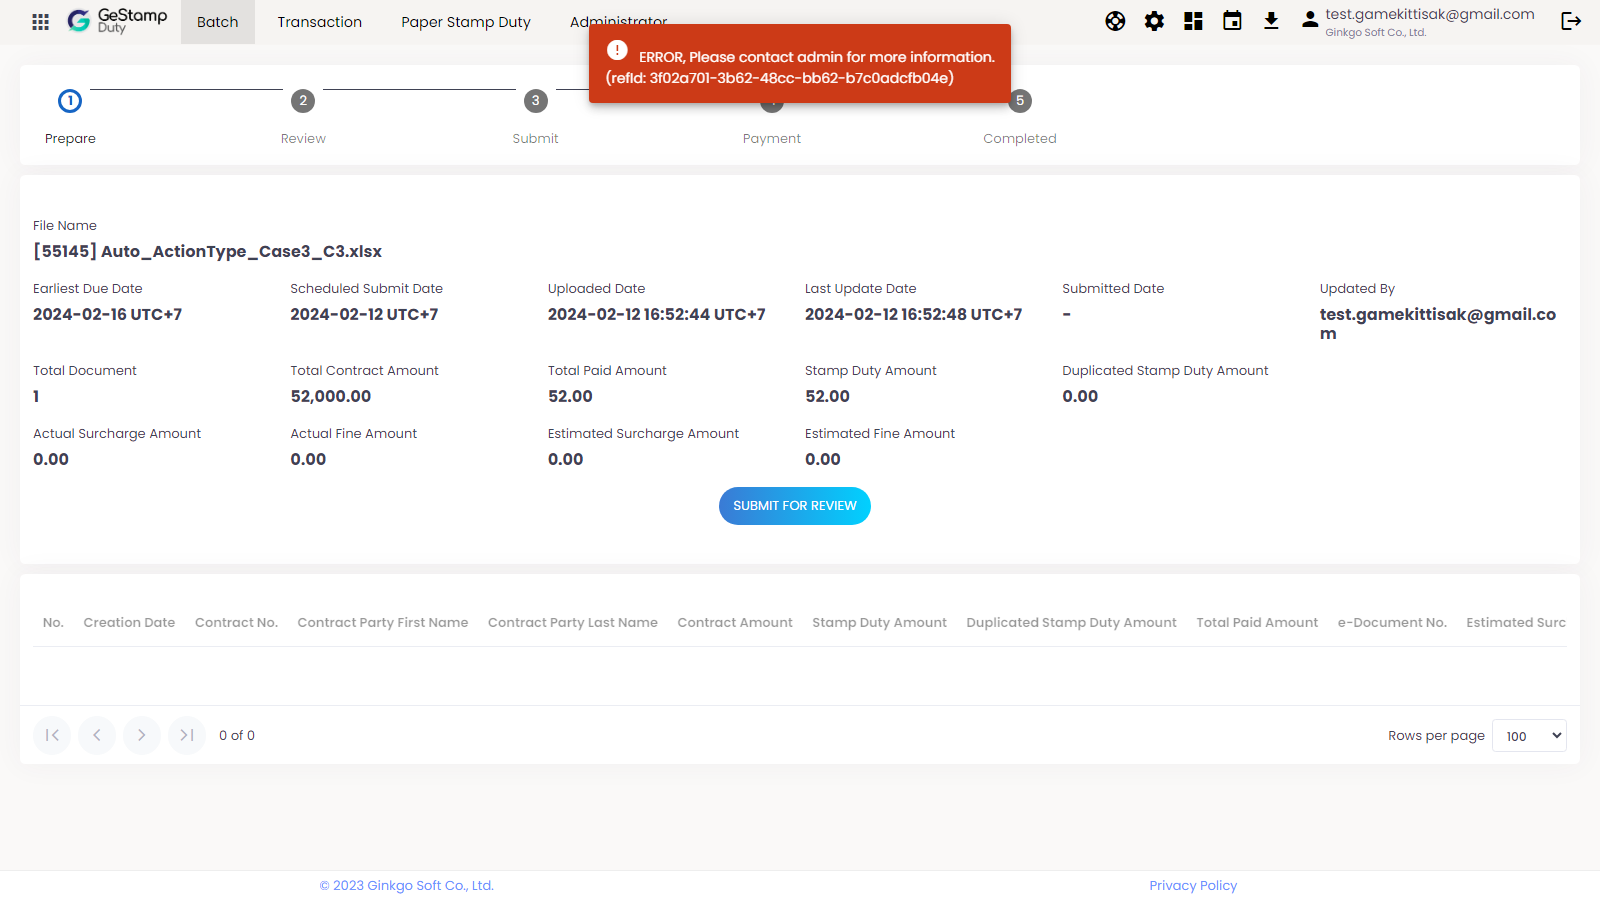 GeStamp
Duty
Batch
Transaction
Paper Stamp Duty
Administrator
test.gamekittisak@gmail.com
Ginkgo Soft Co., Ltd.
ERROR, Please contact admin for more information.
(refId: 3f02a701-3b62-48cc-bb62-b7c0adcfb04e)
1
2
3
5
Prepare
Review
Submit
Payment
Completed
File Name
[55145] Auto_ActionType_Case3_C3.xlsx
Earliest Due Date
2024-02-16 UTC+7
Scheduled Submit Date
2024-02-12 UTC+7
Uploaded Date
2024-02-12 16:52:44 UTC+7
Last Update Date
2024-02-12 16:52:48 UTC+7
Submitted Date
-
Updated By
test.gamekittisak@gmail.co
m
Total Document
1
Total Contract Amount
52,000.00
Total Paid Amount
52.00
Stamp Duty Amount
52.00
Duplicated Stamp Duty Amount
0.00
Actual Surcharge Amount
0.00
Actual Fine Amount
0.00
Estimated Surcharge Amount
0.00
Estimated Fine Amount
0.00
SUBMIT FOR REVIEW
No.
Creation Date
Contract No.
Contract Party First Name
Contract Party Last Name
Contract Amount
Stamp Duty Amount
Duplicated Stamp Duty Amount
Total Paid Amount
e-Document No.
Estimated Surc
0 of 0
Rows per page
100
© 2023 Ginkgo Soft Co., Ltd.
Privacy Policy